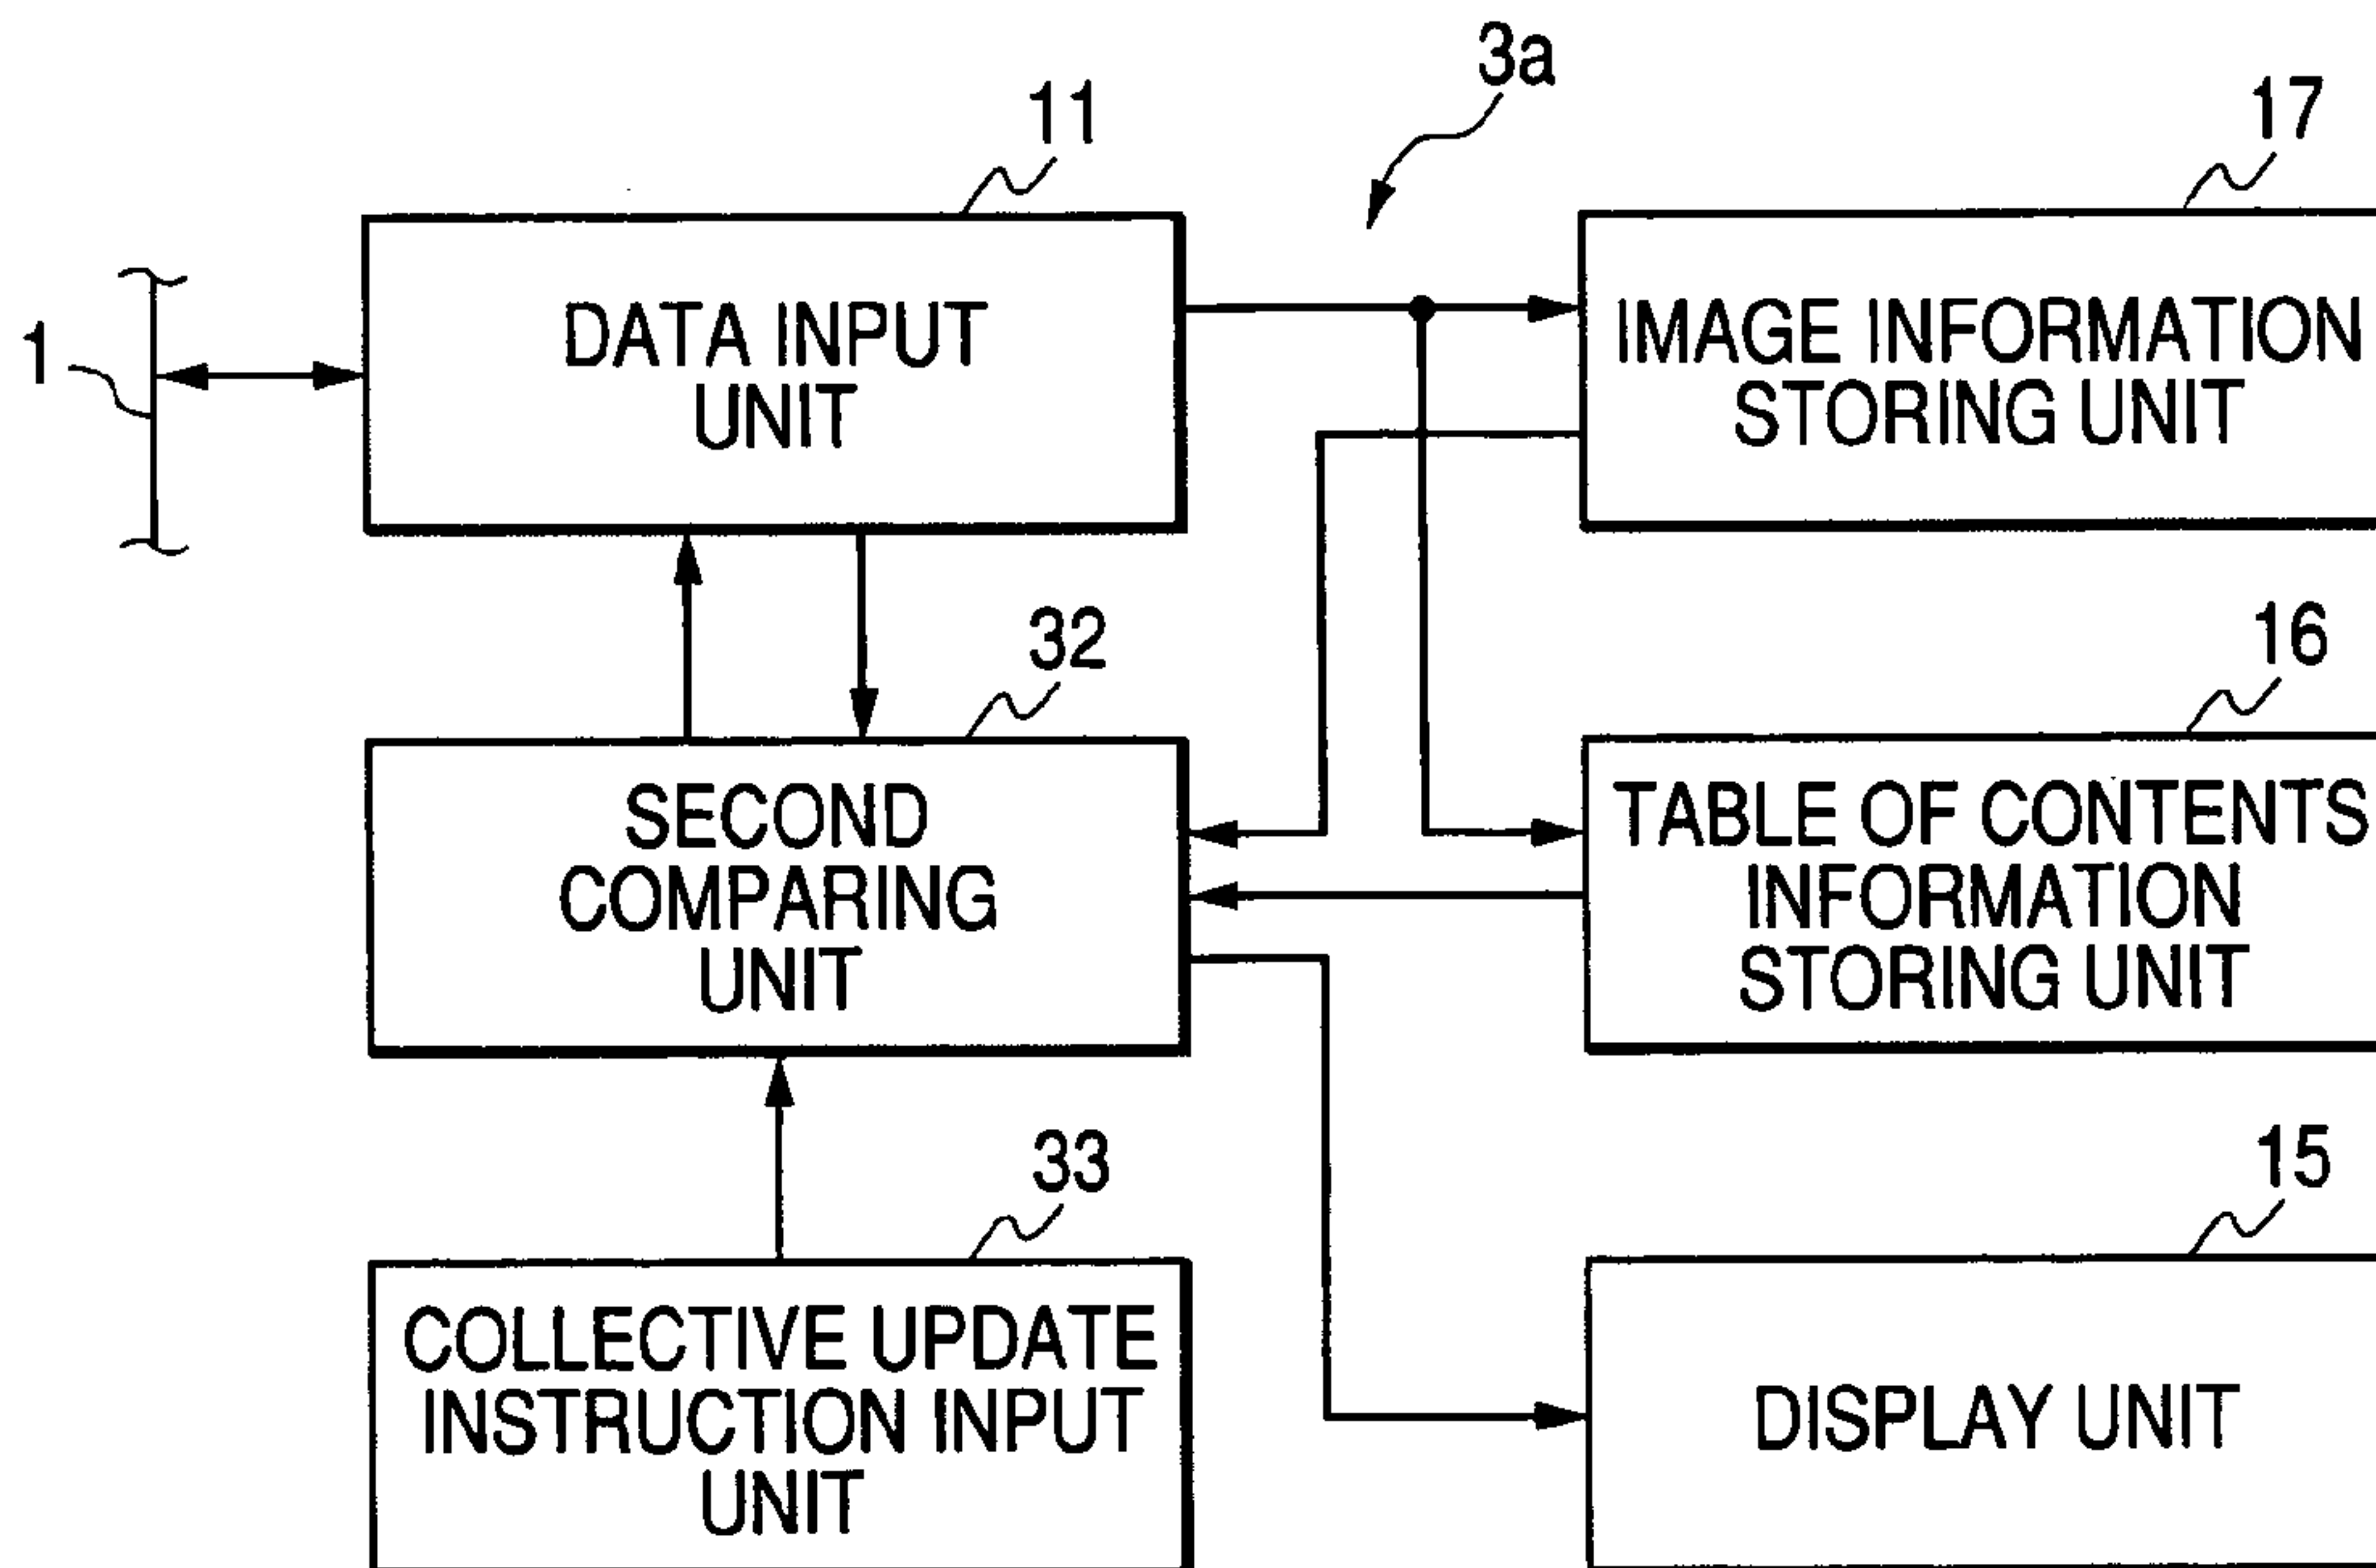 3a
11
17
1
DATA INPUT
UNIT
IMAGE INFORMATION
STORING UNIT
32
16
SECOND
COMPARING
UNIT
TABLE OF CONTENTS
INFORMATION
STORING UNIT
33
15
COLLECTIVE UPDATE
INSTRUCTION INPUT
UNIT
DISPLAY UNIT